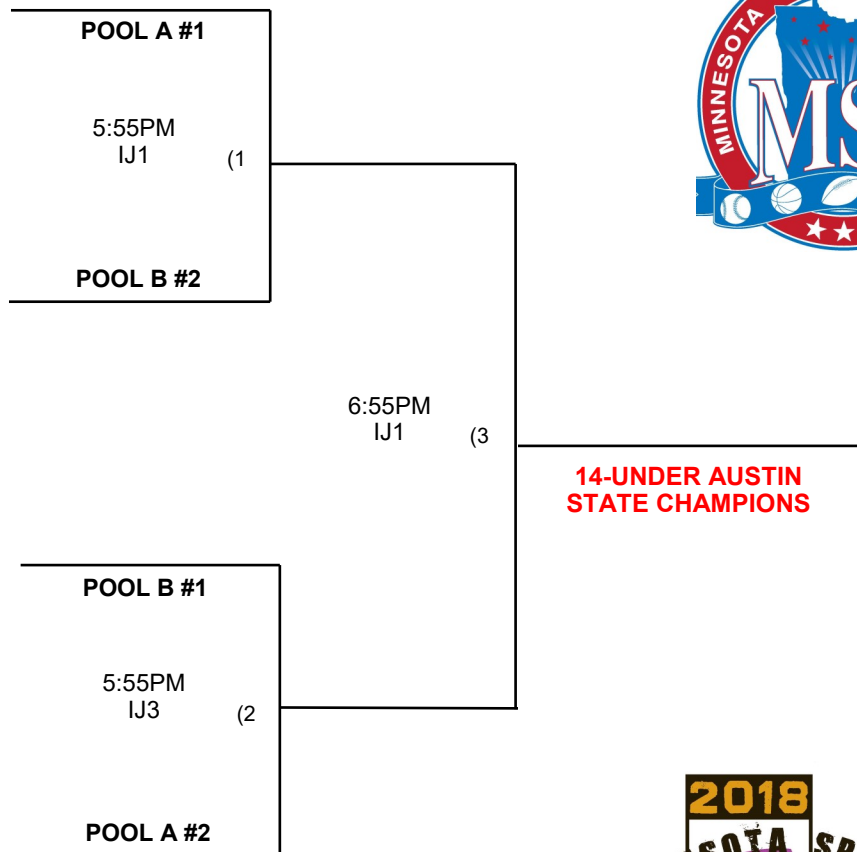 POOL A #1
5:55PM
IJ1 (1
POOL B #2
6:55PM
IJ1 (3
14-UNDER AUSTIN
STATE CHAMPIONS
POOL B #1
5:55PM
IJ3 (2
POOL A #2
MINNESOTA
2018